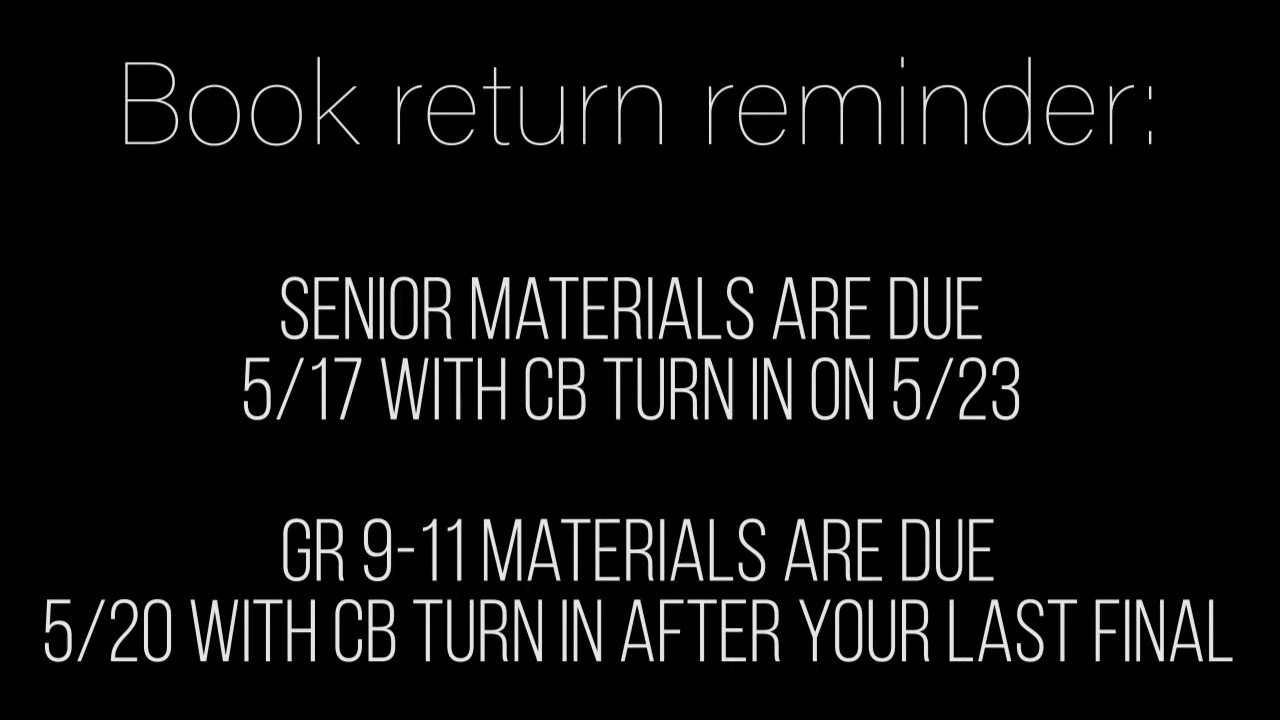 Book return reminder:
SENIOR MATERIALS ARE DUE
5/17 WITH CB TURN IN ON 5/23
GR 9-11 MATERIALS ARE DUE
5/20 WITH CB TURN IN AFTER YOUR LAST FINAL